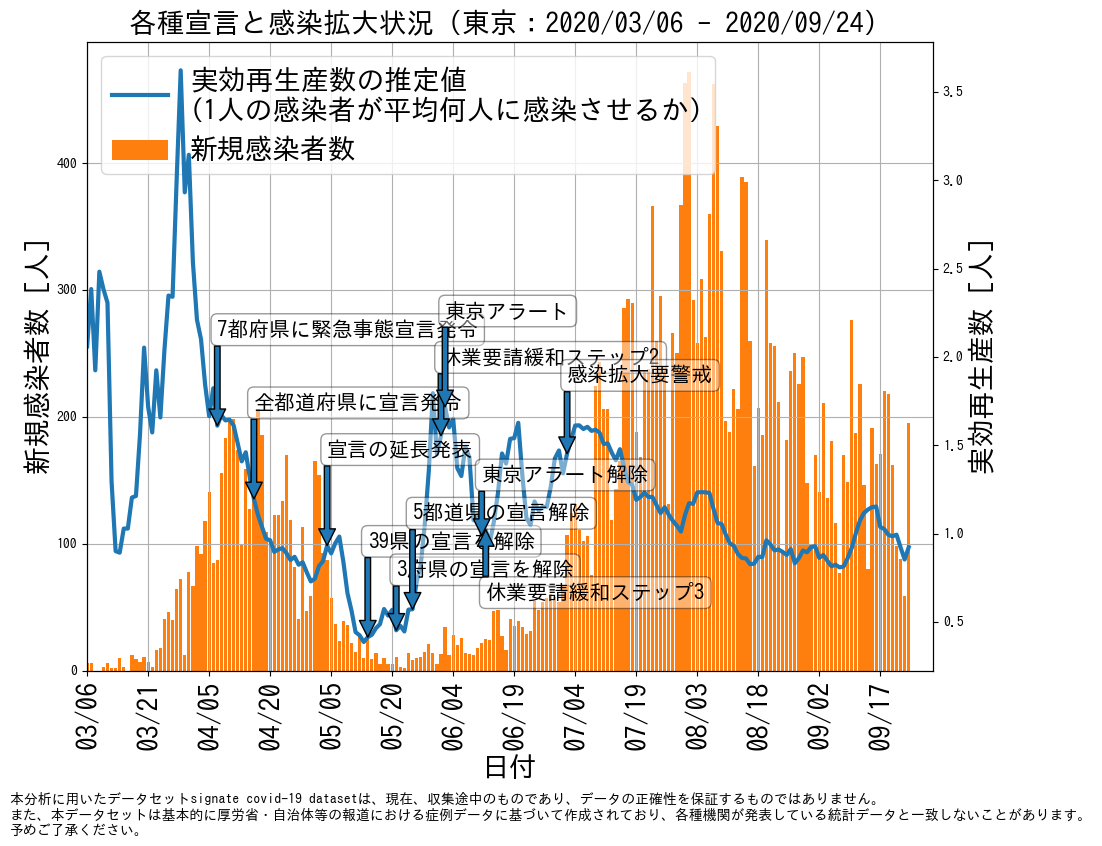 各種宣言と感染拡大状況 (東京：2020/03/06 - 2020/09/24)
実効再生産数の推定値
(1人の感染者が平均何人に感染させるか)
新規感染者数
新規感染者数 [人]
実効再生産数 [人]
400
300
200
100
0
3.5
3.0
2.5
2.0
1.5
1.0
0.5
東京アラート
7都府県に緊急事態宣言発令
休業要請緩和ステップ2
感染拡大要警戒
全都道府県に宣言発令
宣言の延長発表
東京アラート解除
5都道県の宣言解除
39県の宣言を解除
3府県の宣言を解除
休業要請緩和ステップ3
03/06
03/21
04/05
04/20
05/05
05/20
06/04
06/19
07/04
07/19
08/03
08/18
09/02
09/17
日付
本分析に用いたデータセットsignate covid-19 datasetは、現在、収集途中のものであり、データの正確性を保証するものではありません。
また、本データセットは基本的に厚労省・自治体等の報道における症例データに基づいて作成されており、各種機関が発表している統計データと一致しないことがあります。
予めご了承ください。